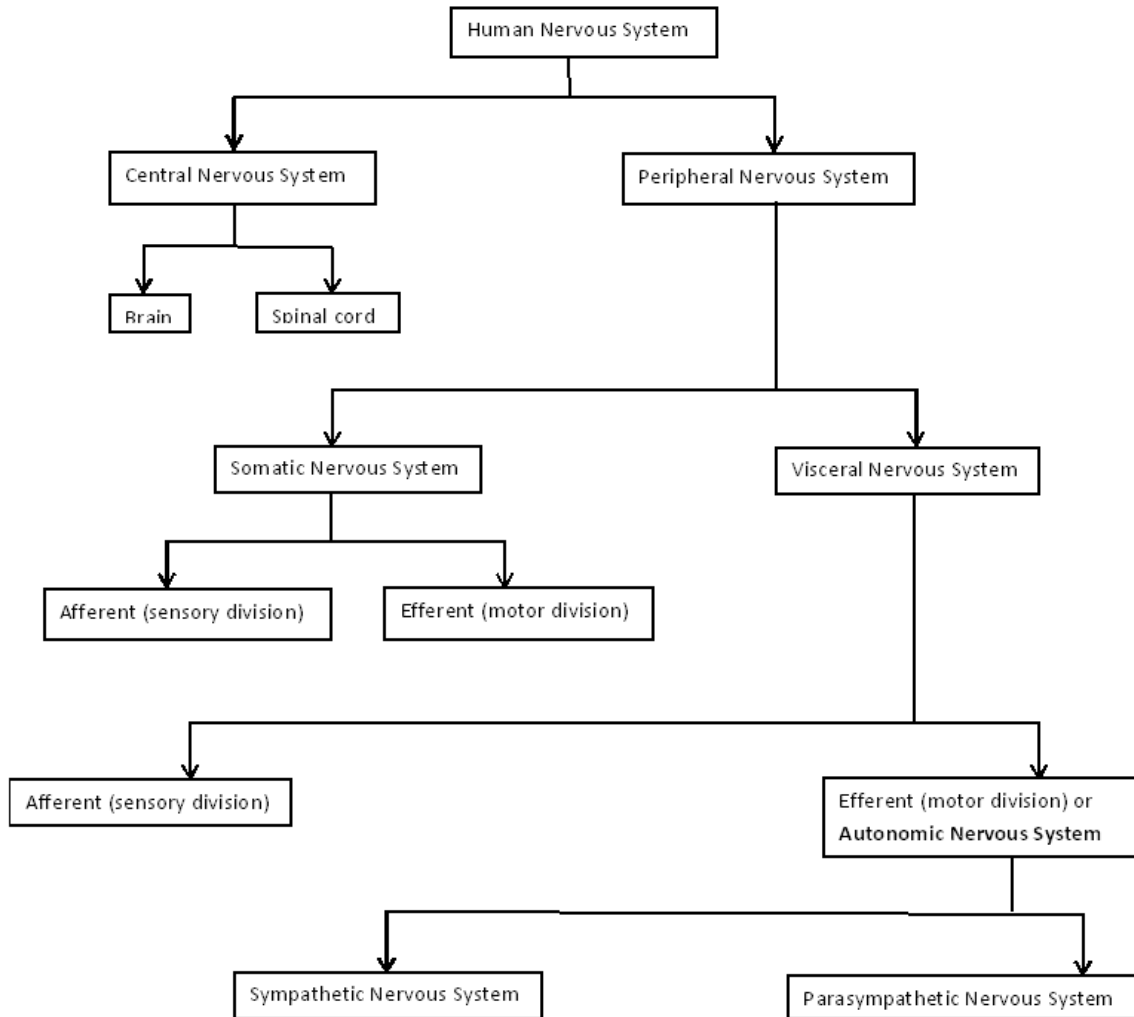 Human Nervous System
Central Nervous System
Peripheral Nervous System
Brain
Spinal cord
Somatic Nervous System
Visceral Nervous System
Afferent (sensory division)
Efferent (motor division)
Afferent (sensory division)
Efferent (motor division) or
Autonomic Nervous System
Sympathetic Nervous System
Parasympathetic Nervous System